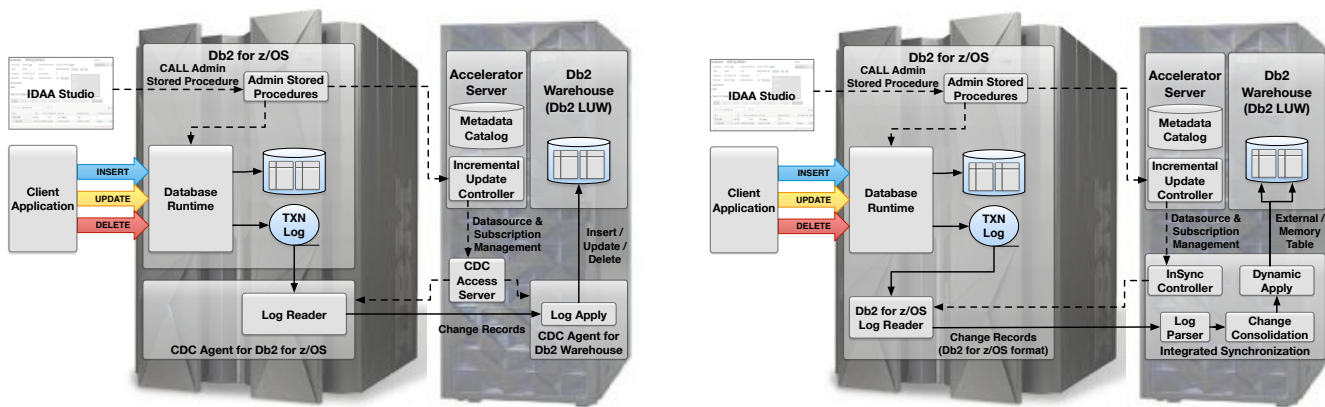 Db2 for z/OS
CALL Admin
Stored Procedure
IDAA Studio
Admin Stored
Procedures
Client
Application
INSERT
UPDATE
DELETE
Database
Runtime
TXN
Log
Log Reader
CDC Agent for Db2 for z/OS
Accelerator
Server
Metadata
Catalog
Incremental
Update
Controller
Datasource &
Subscription
Management
CDC
Access
Server
Change Records
Db2
Warehouse
(Db2 LUW)
Insert /
Update /
Delete
Log Apply
CDC Agent for
Db2 Warehouse
Db2 for z/OS
CALL Admin
Stored Procedure
IDAA Studio
Admin Stored
Procedures
Client
Application
INSERT
UPDATE
DELETE
Database
Runtime
TXN
Log
Db2 for z/OS
Log Reader
Change Records
(Db2 for z/OS format)
Accelerator
Server
Metadata
Catalog
Incremental
Update
Controller
Datasource &
Subscription
Management
Db2
Warehouse
(Db2 LUW)
External /
Memory
Table
InSync
Controller
Dynamic
Apply
Log
Parser
Change
Consolidation
Integrated Synchronization